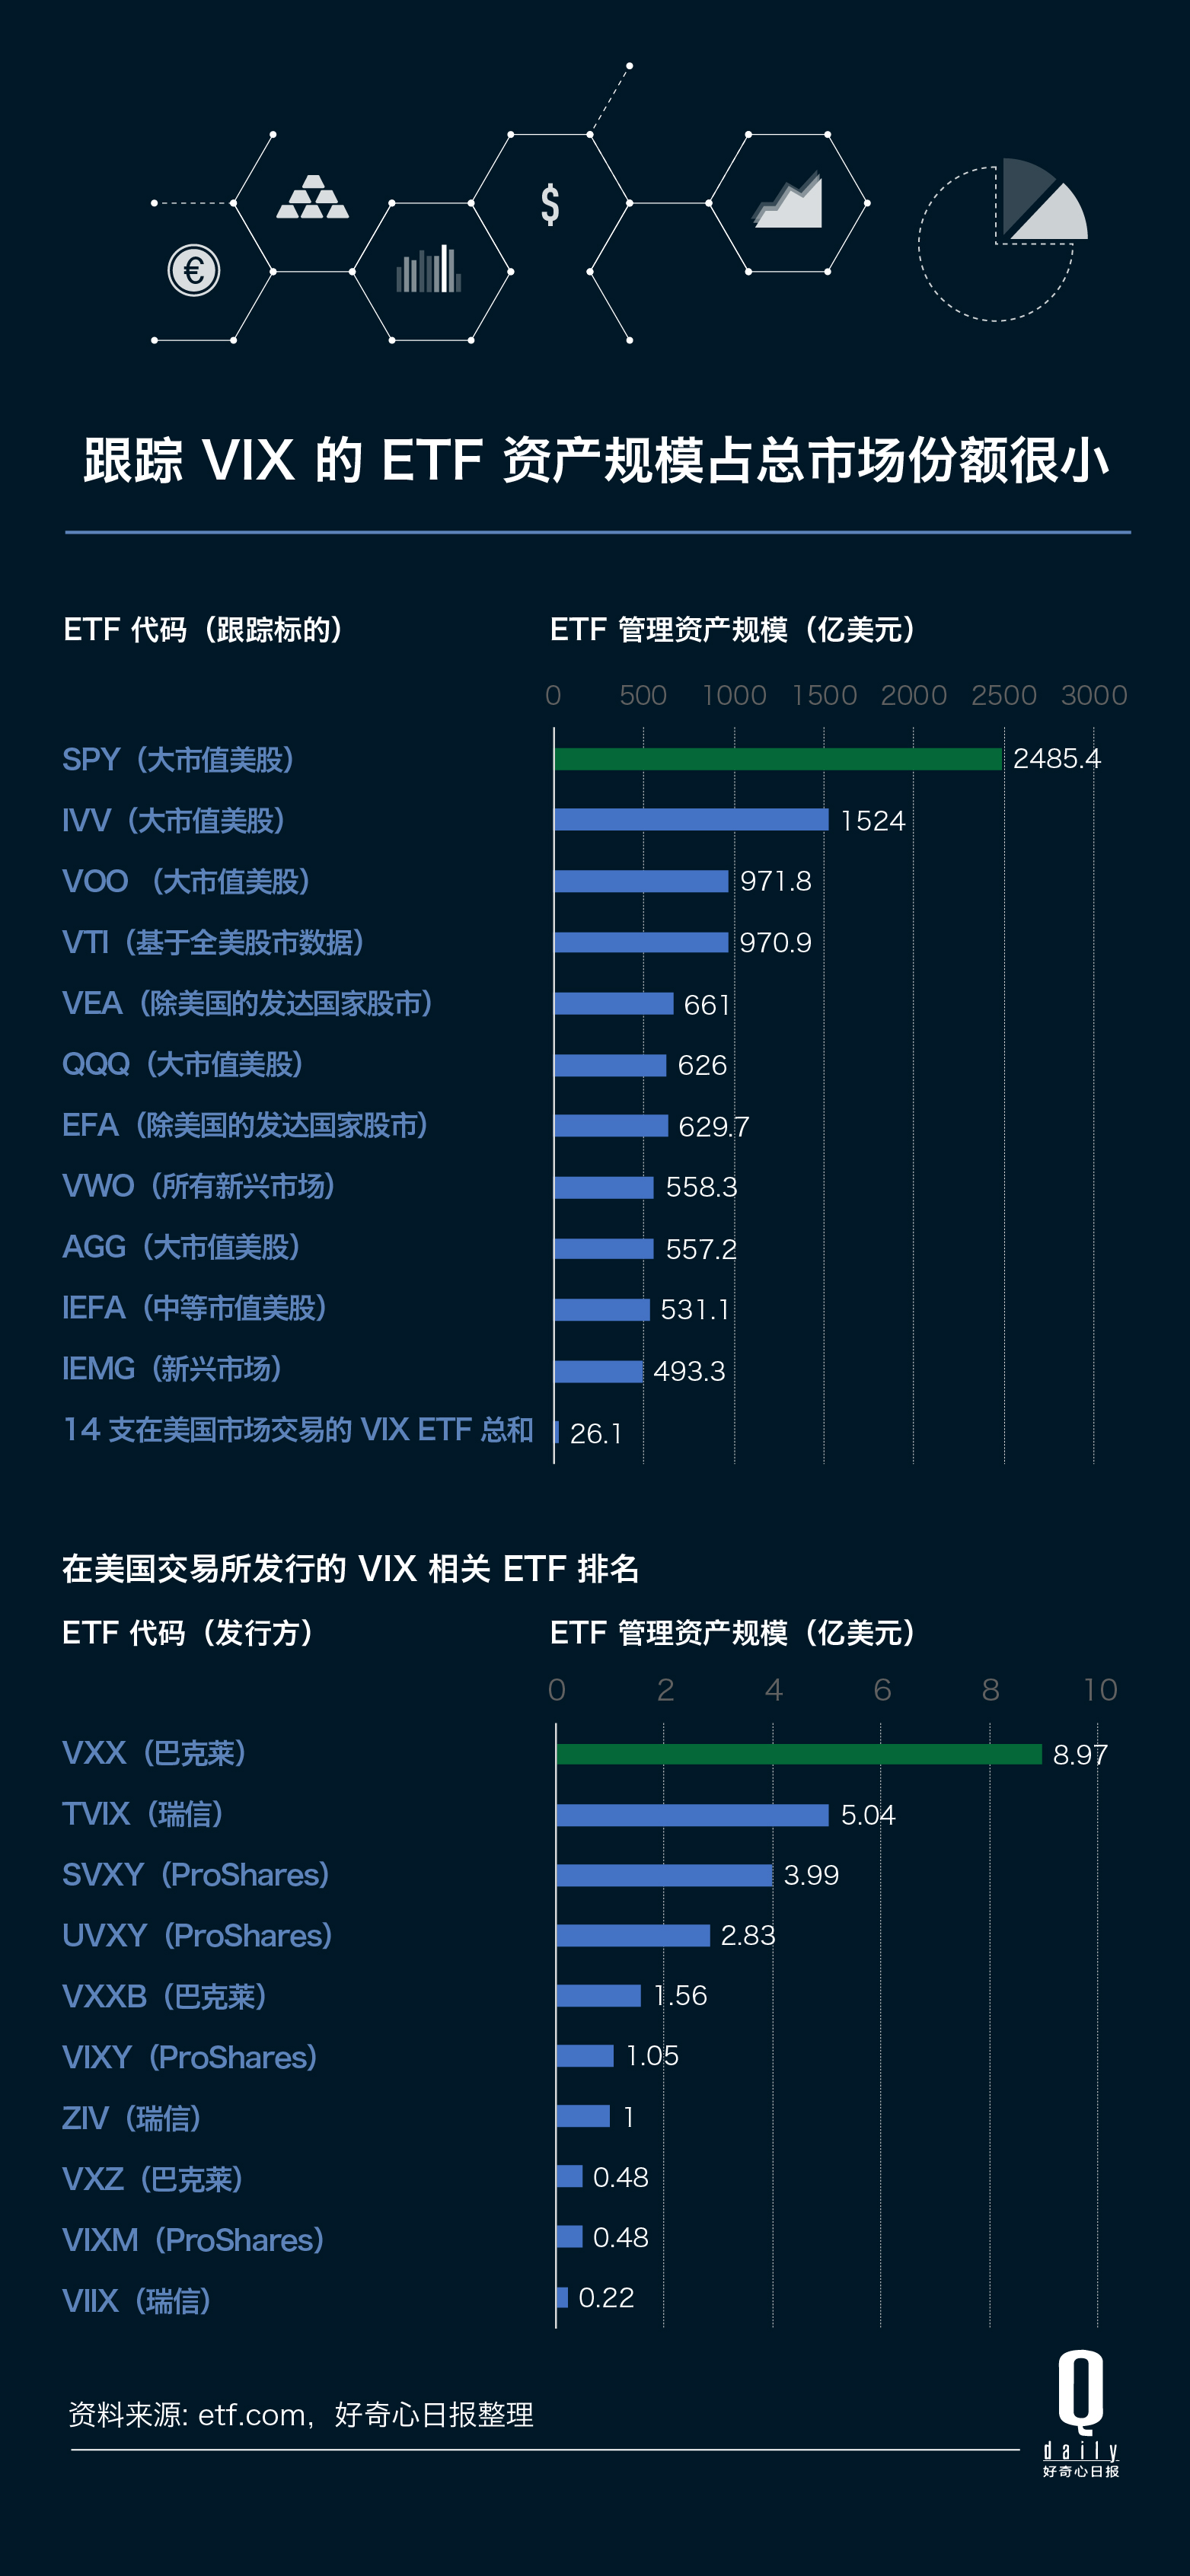 €
$
跟踪 VIX 的 ETF 资产规模占总市场份额很小
ETF 代码（跟踪标的） ETF 管理资产规模（亿美元）
0 500 1000 1500 2000 2500 3000
SPY（大市值美股） 2485.4
IVV（大市值美股） 1524
VOO （大市值美股） 971.8
VTI（基于全美股市数据） 970.9
VEA（除美国的发达国家股市） 661
QQQ（大市值美股） 626
EFA（除美国的发达国家股市） 629.7
VWO（所有新兴市场） 558.3
AGG（大市值美股） 557.2
IEFA（中等市值美股） 531.1
IEMG（新兴市场） 493.3
14 支在美国市场交易的 VIX ETF 总和 26.1
在美国交易所发行的 VIX 相关 ETF 排名
ETF 代码（发行方） ETF 管理资产规模（亿美元）
0 2 4 6 8 10
VXX（巴克莱） 8.97
TVIX（瑞信） 5.04
SVXY（ProShares） 3.99
UVXY（ProShares） 2.83
VXXB（巴克莱） 1.56
VIXY（ProShares） 1.05
ZIV（瑞信） 1
VXZ（巴克莱） 0.48
VIXM（ProShares） 0.48
VIIX（瑞信） 0.22
资料来源: etf.com，好奇心日报整理
Q
daily
好奇心日报